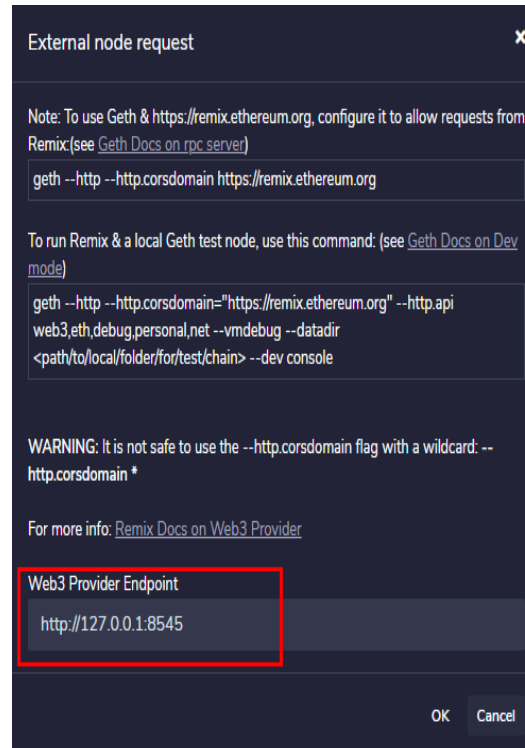 External node request
×
Note: To use Geth & https://remix.ethereum.org, configure it to allow requests from
Remix:(see Geth Docs on rpc server)
geth --http --http.corsdomain https://remix.ethereum.org
To run Remix & a local Geth test node, use this command: (see Geth Docs on Dev
mode)
geth --http --http.corsdomain="https://remix.ethereum.org" --http.api
web3,eth,debug,personal,net --vmdebug --datadir
<path/to/local/folder/for/test/chain> --dev console
WARNING: It is not safe to use the --http.corsdomain flag with a wildcard: --
http.corsdomain *
For more info: Remix Docs on Web3 Provider
Web3 Provider Endpoint
http://127.0.0.1:8545
OK Cancel